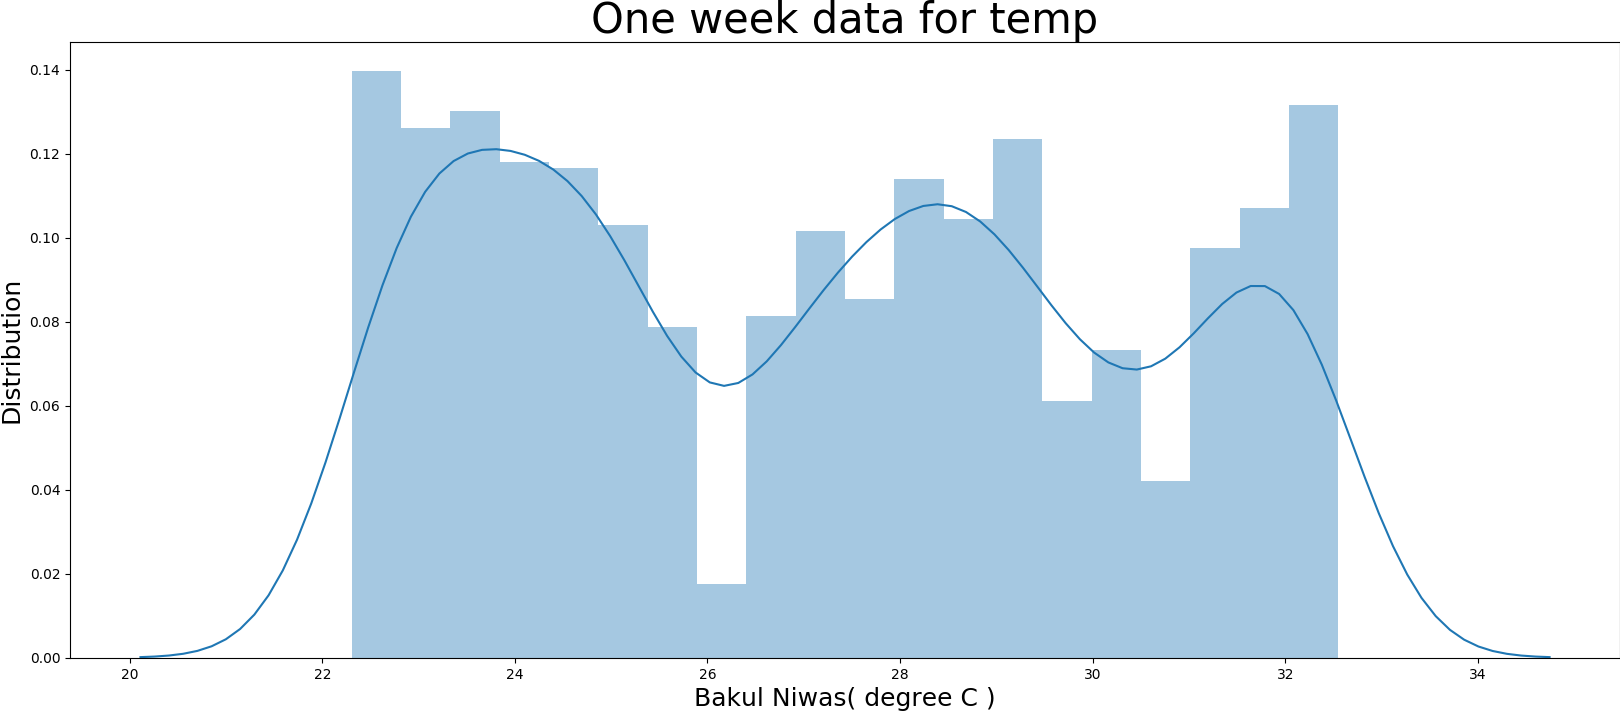 One week data for temp
0.14
0.12
0.10
0.08
0.06
0.04
0.02
0.00
Distribution
20 22 24 26 28 30 32 34
Bakul Niwas( degree C )